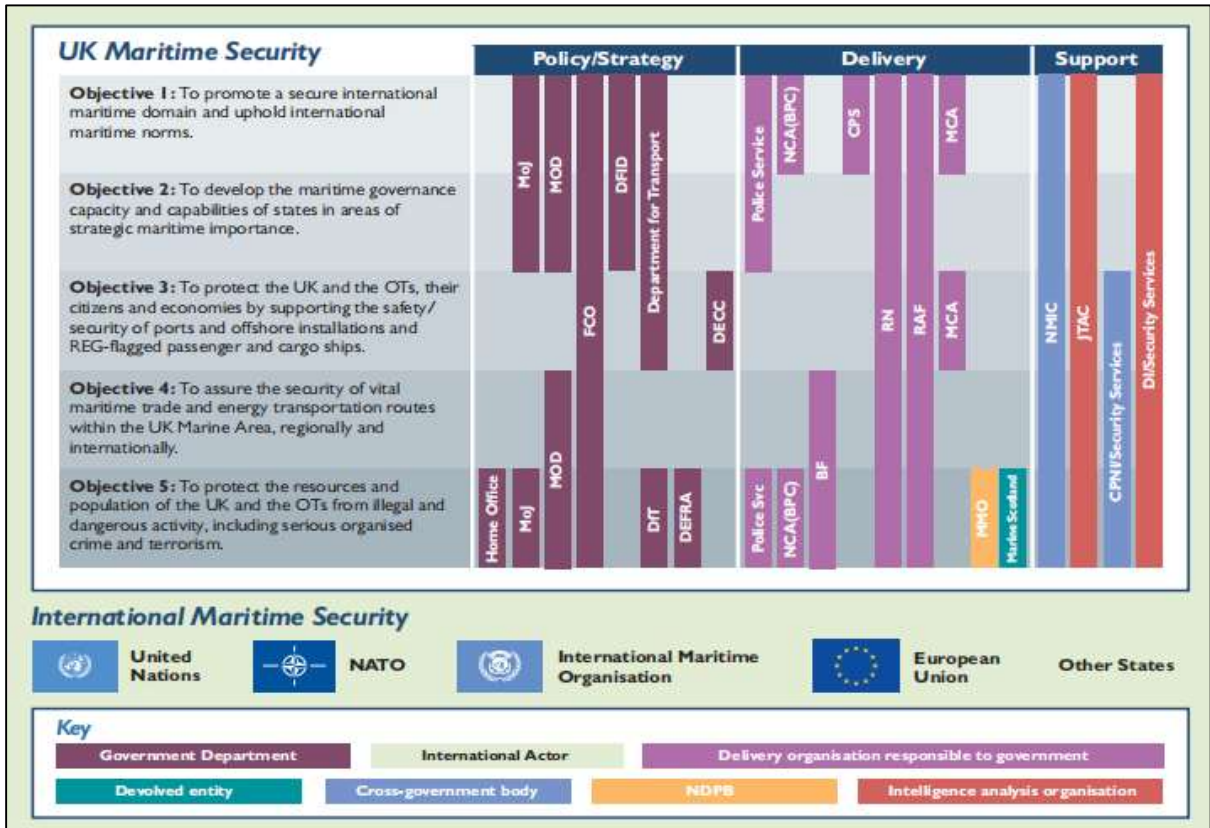 UK Maritime Security
Policy/Strategy
Delivery
Support
Objective 1: To promote a secure international
maritime domain and uphold international
maritime norms.
Objective 2: To develop the maritime governance
capacity and capabilities of states in areas of
strategic maritime importance.
Objective 3: To protect the UK and the OTs, their
citizens and economies by supporting the safety/
security of ports and offshore installations and
REG-flagged passenger and cargo ships.
Objective 4: To assure the security of vital
maritime trade and energy transportation routes
within the UK Marine Area, regionally and
internationally.
Objective 5: To protect the resources and
population of the UK and the OTs from illegal and
dangerous activity, including serious organised
crime and terrorism.
Home Office
MoJ
MoJ
MOD
MOD
FCO
DFID
Department for Transport
DfT
DEFRA
DECC
Police Service
Police Svc
NCA(BPC)
NCA(BPC)
BF
CPS
RN
RAF
MCA
MCA
MMO
Marine Scotland
NMIC
JTAC
CPNI/Security Services
DI/Security Services
International Maritime Security
United
Nations
NATO
International Maritime
Organisation
European
Union
Other States
Key
Government Department
International Actor
Delivery organisation responsible to government
Devolved entity
Cross-government body
NDPB
Intelligence analysis organisation